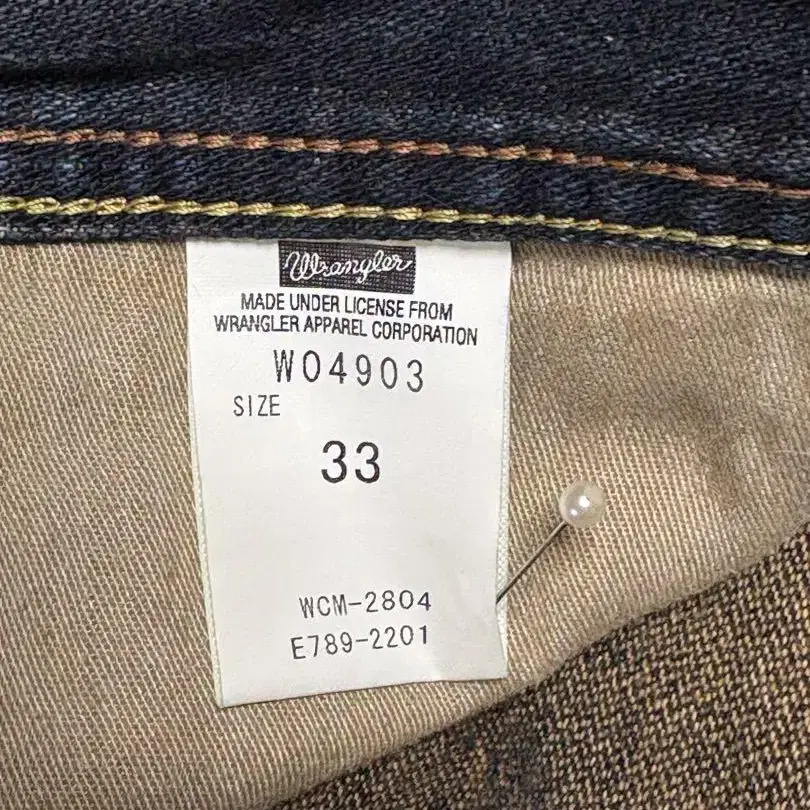 Wrangler
MADE UNDER LICENSE FROM
WRANGLER APPAREL CORPORATION
W04903
SIZE
33
WCM-2804
E789-2201